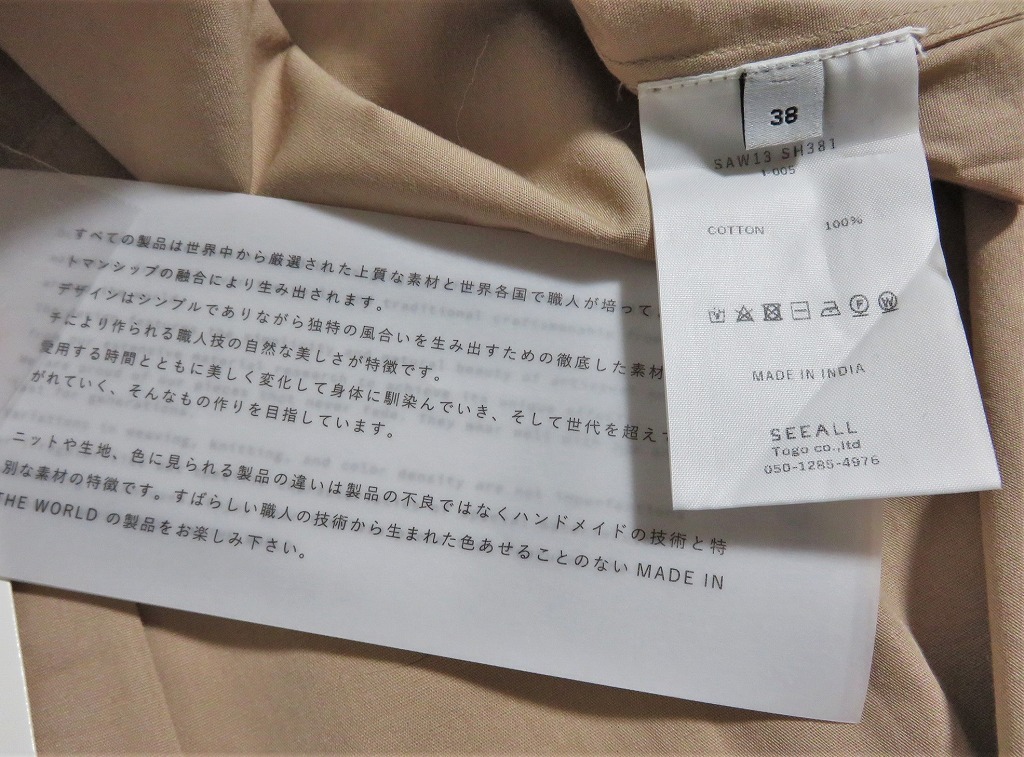 すべての製品は世界中から厳選された上質な素材と世界各国で職人が培って
トマンシップの融合により生み出されます。
デザインはシンプルでありながら独特の風合いを生み出すための徹底した素材
チにより作られる職人技の自然な美しさが特徴です。
愛用する時間とともに美しく変化して身体に馴染んでいき、そして世代を超えて
がれていく、そんなもの作りを目指しています。
ニットや生地、色に見られる製品の違いは製品の不良ではなくハンドメイドの技術と特
別な素材の特徴です。すばらしい職人の技術から生まれた色あせることのない MADE IN
THE WORLD の製品をお楽しみ下さい。
38
SAW13 SH381
1-005
COTTON 100%
F W
MADE IN INDIA
SEEALL
Togo co.,ltd
050-1285-4976